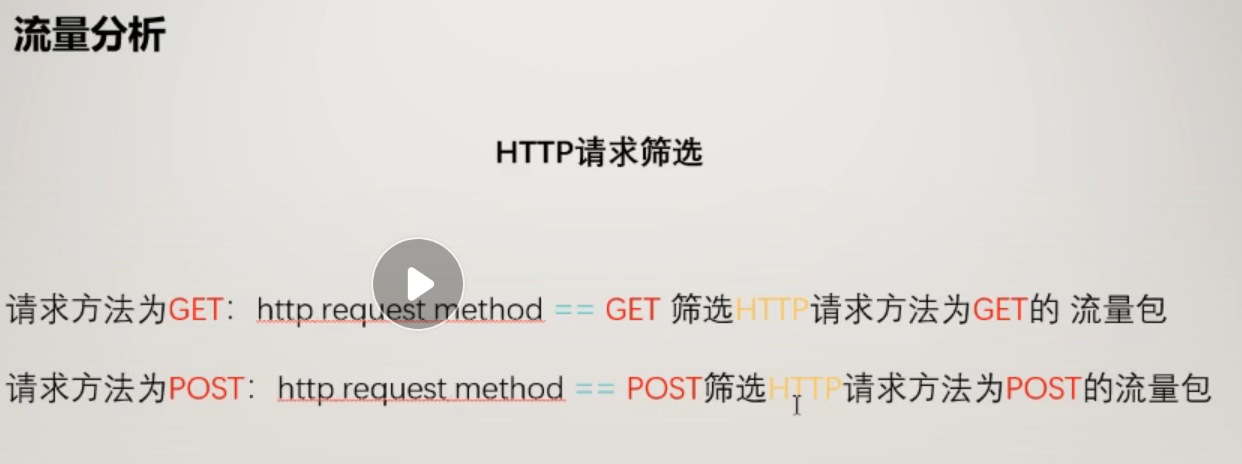 流量分析
HTTP请求筛选
请求方法为GET：http request method == GET 筛选HTTP请求方法为GET的 流量包
请求方法为POST：http request method == POST筛选HTTP请求方法为POST的流量包